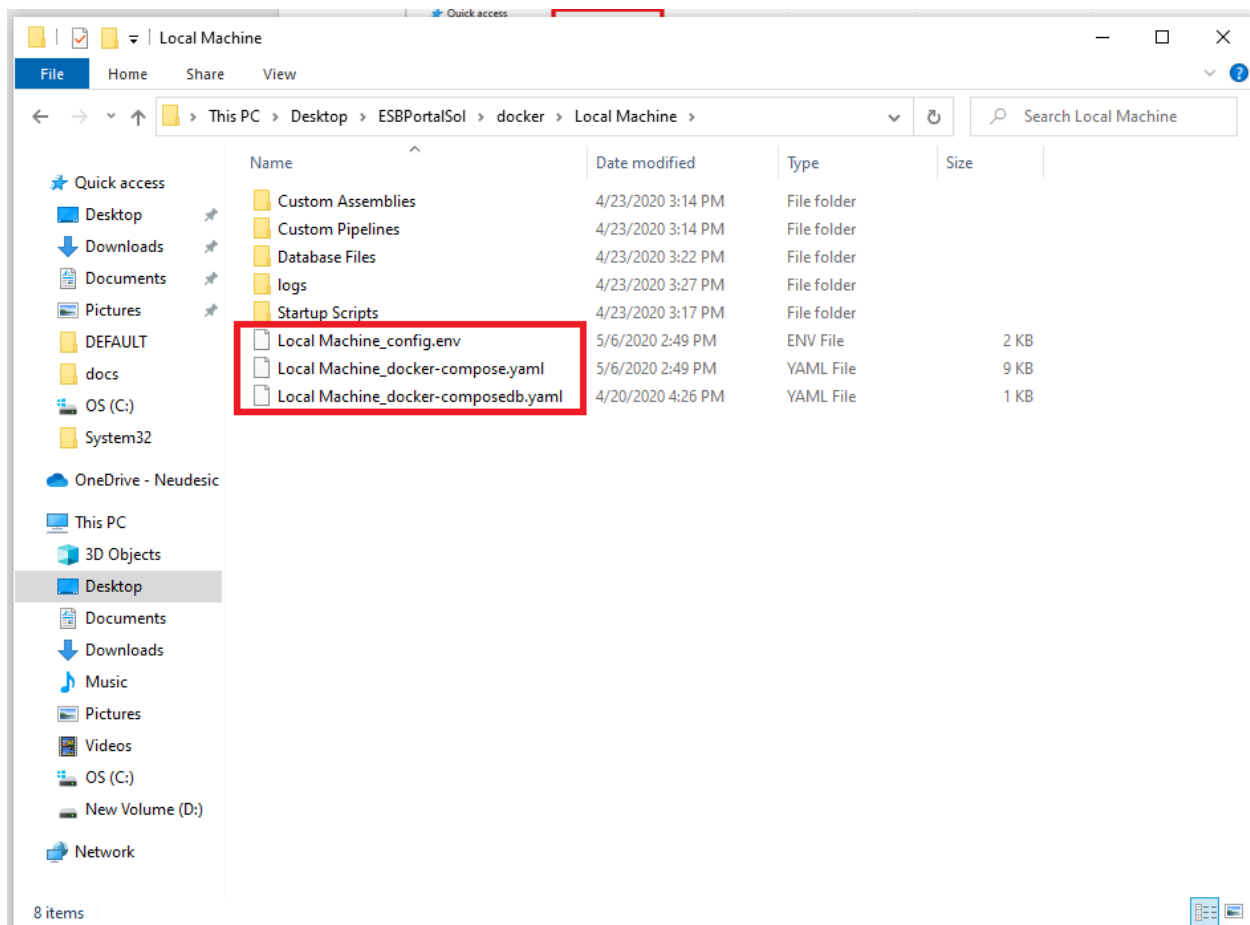 Quick access
Local Machine
File Home Share View
This PC > Desktop > ESBPortalSol > docker > Local Machine >
Search Local Machine
Name Date modified Type Size
Custom Assemblies 4/23/2020 3:14 PM File folder
Custom Pipelines 4/23/2020 3:14 PM File folder
Database Files 4/23/2020 3:22 PM File folder
logs 4/23/2020 3:27 PM File folder
Startup Scripts 4/23/2020 3:17 PM File folder
Local Machine_config.env 5/6/2020 2:49 PM ENV File 2 KB
Local Machine_docker-compose.yaml 5/6/2020 2:49 PM YAML File 9 KB
Local Machine_docker-composedb.yaml 4/20/2020 4:26 PM YAML File 1 KB
Quick access
Desktop
Downloads
Documents
Pictures
DEFAULT
docs
OS (C:)
System32
OneDrive - Neudesic
This PC
3D Objects
Desktop
Documents
Downloads
Music
Pictures
Videos
OS (C:)
New Volume (D:)
Network
8 items